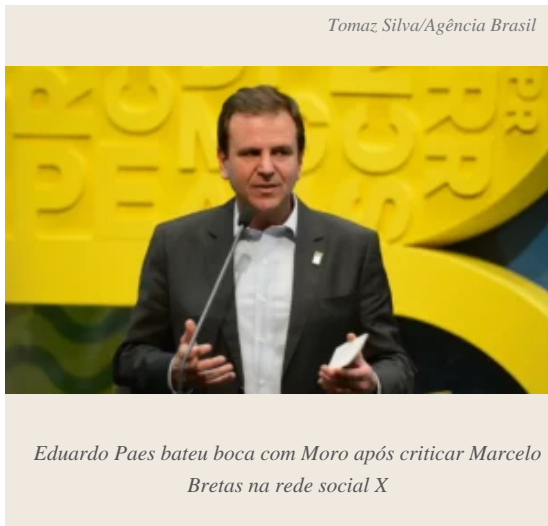 Tomaz Silva/Agência Brasil
Eduardo Paes bateu boca com Moro após criticar Marcelo
Bretas na rede social X